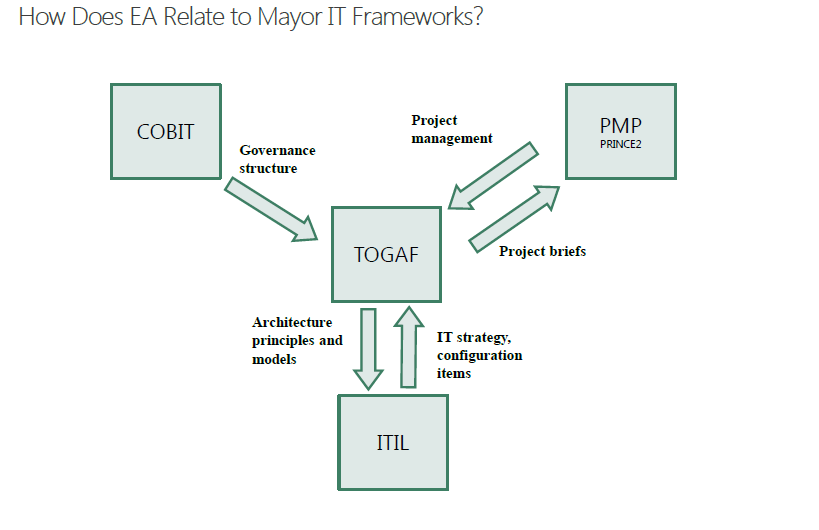 How Does EA Relate to Mayor IT Frameworks?
COBIT
Governance
structure
Project
management
PMP
PRINCE2
TOGAF
Project briefs
Architecture
principles and
models
IT strategy,
configuration
items
ITIL